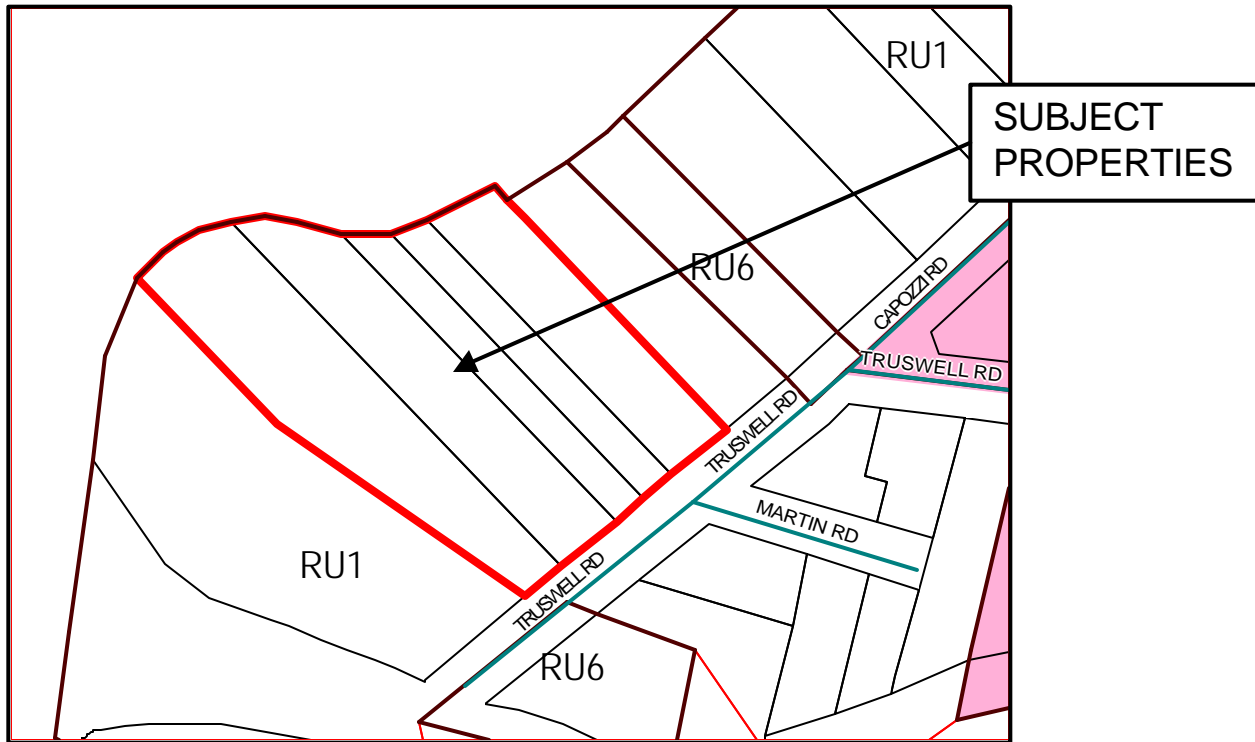 RU1
SUBJECT
PROPERTIES
RU6
CAPOZZI RD
TRUSWELL RD
TRUSWELL RD
MARTIN RD
RU1
TRUSWELL RD
RU6